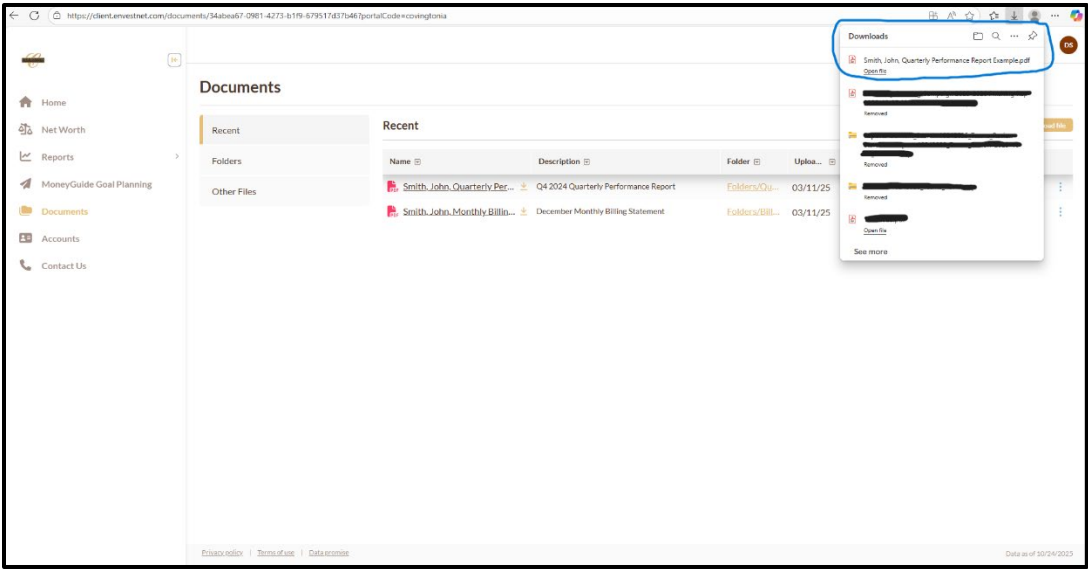 https://client.envestnet.com/documents/34abea67-0981-4273-b1f9-679517d37b46?portalCode=covingtonia
Downloads
DS
Smith, John, Quarterly Performance Report Example.pdf
Open file
Removed
Removed
Removed
Open file
See more
Home
Net Worth
Reports
MoneyGuide Goal Planning
Documents
Accounts
Contact Us
Documents
Recent
Folders
Other Files
Recent
Name Description Folder Uploa...
Smith, John, Quarterly Per... Q4 2024 Quarterly Performance Report Folders/Qu... 03/11/25
Smith, John, Monthly Billin... December Monthly Billing Statement Folders/Bill... 03/11/25
Privacy policy | Terms of use | Data promise
Data as of 10/24/2025